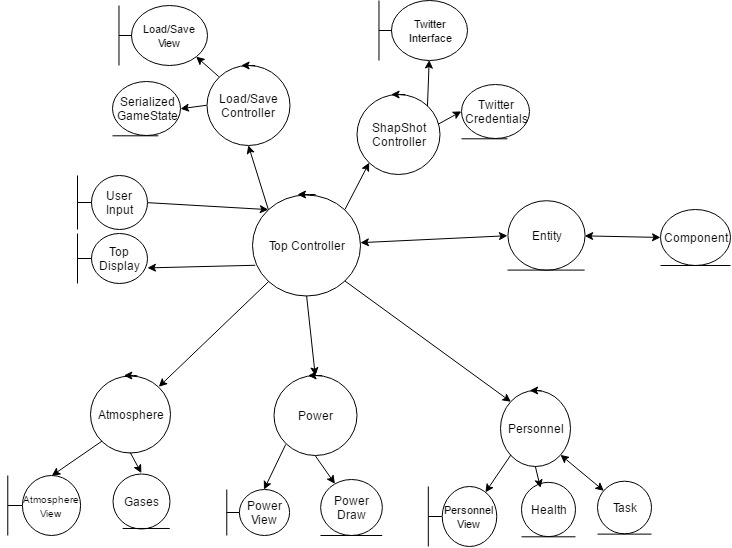 Load/Save
View
Twitter
Interface
Serialized
GameState
Load/Save
Controller
ShapShot
Controller
Twitter
Credentials
User
Input
Top
Display
Top Controller
Entity
Component
Atmosphere
Power
Personnel
Atmosphere
View
Gases
Power
View
Power
Draw
Personnel
View
Health
Task